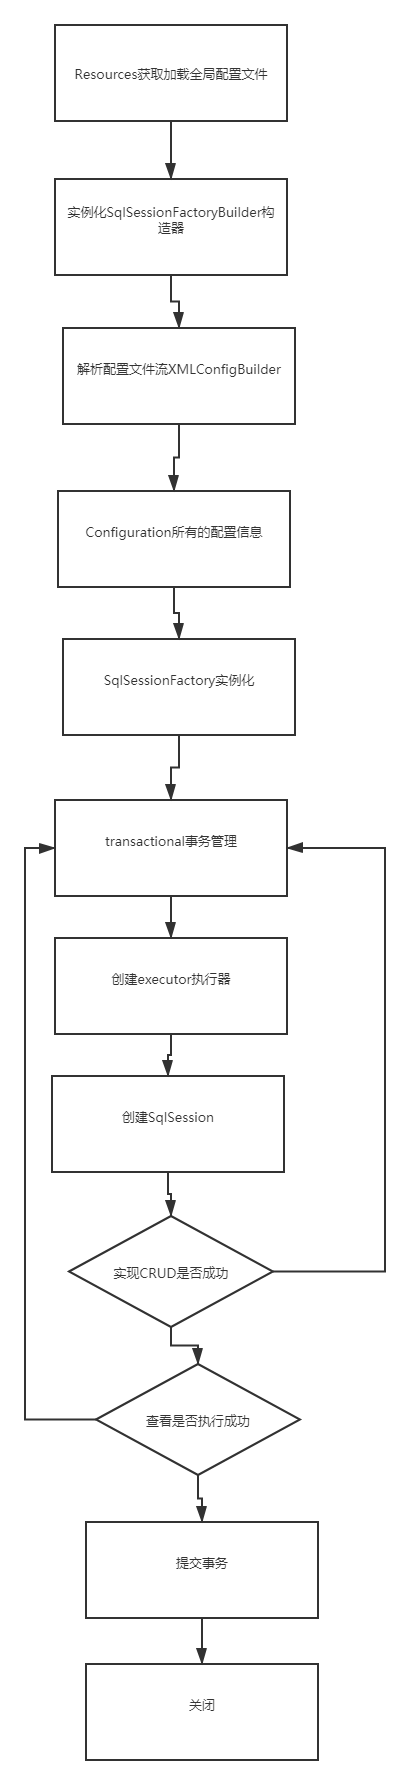 Resources获取加载全局配置文件
实例化SqlSessionFactoryBuilder构
造器
解析配置文件流XMLConfigBuilder
Configuration所有的配置信息
SqlSessionFactory实例化
transactional事务管理
创建executor执行器
创建SqlSession
实现CRUD是否成功
查看是否执行成功
提交事务
关闭